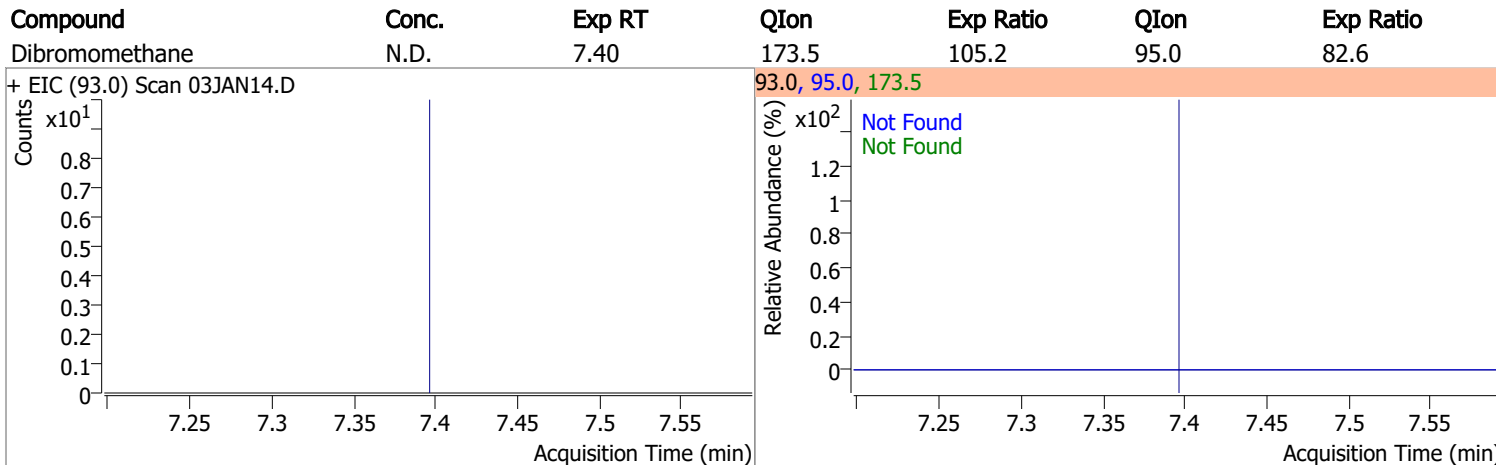 Compound Conc. Exp RT QIon Exp Ratio QIon Exp Ratio
Dibromomethane N.D. 7.40 173.5 105.2 95.0 82.6
+ EIC (93.0) Scan 03JAN14.D
Counts
x10¹
0.8
0.7
0.6
0.5
0.4
0.3
0.2
0.1
0
7.25 7.3 7.35 7.4 7.45 7.5 7.55
Acquisition Time (min)
93.0, 95.0, 173.5
Relative Abundance (%)
x10²
Not Found
Not Found
1.2
1
0.8
0.6
0.4
0.2
0
7.25 7.3 7.35 7.4 7.45 7.5 7.55
Acquisition Time (min)